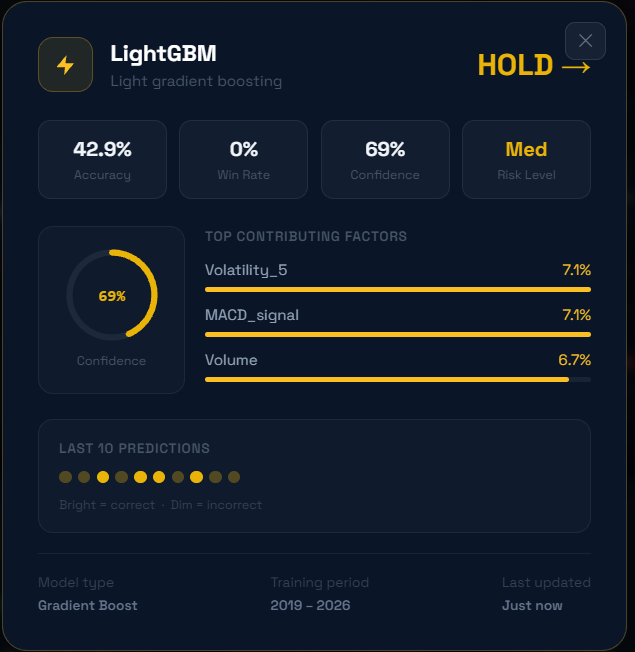 LightGBM
Light gradient boosting
HOLD →
42.9%
Accuracy
0%
Win Rate
69%
Confidence
Med
Risk Level
69%
Confidence
TOP CONTRIBUTING FACTORS
Volatility_5 7.1%
MACD_signal 7.1%
Volume 6.7%
LAST 10 PREDICTIONS
Bright = correct · Dim = incorrect
Model type
Gradient Boost
Training period
2019 – 2026
Last updated
Just now